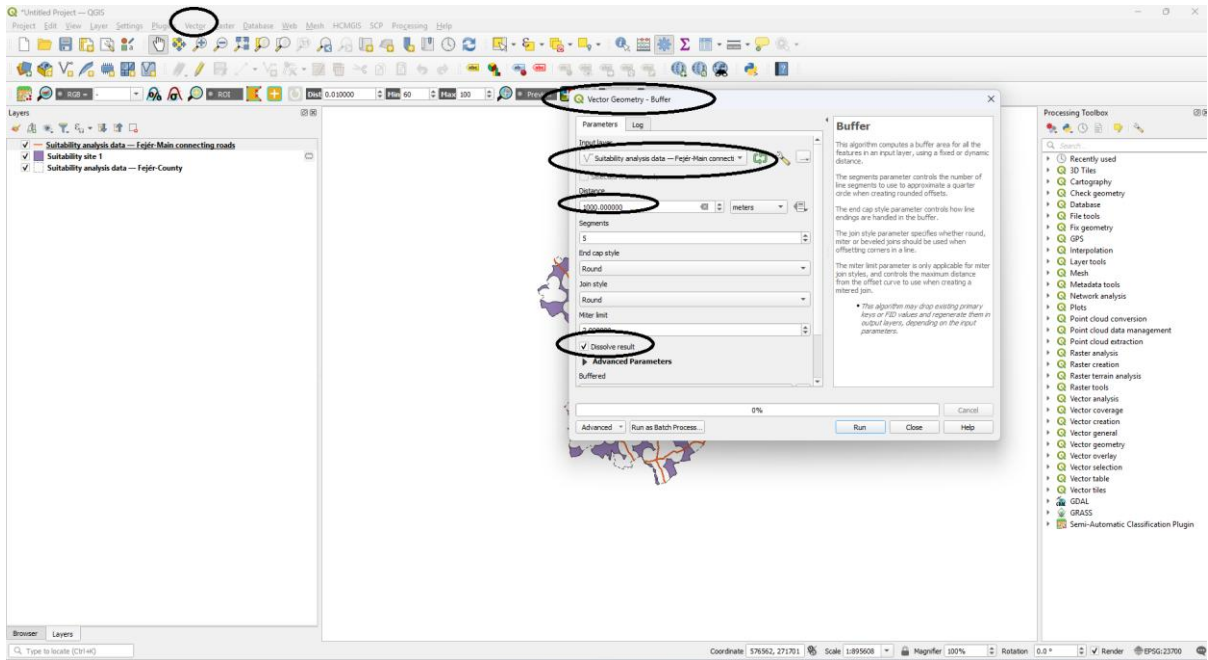 *Untitled Project — QGIS
Project Edit View Layer Settings Vector Database Web Mesh HCMGIS SCP Processing Help
RGB = - ROI Dist 0.010000 Min 60 Max 100
Layers
Suitability analysis data — Fejér-Main connecting roads
Suitability site 1
Suitability analysis data — Fejér-County
Vector Geometry - Buffer
Parameters Log
Input layer
Suitability analysis data — Fejér-Main connecti
Distance
1000.000000 meters
Segments
5
End cap style
Round
Join style
Round
Miter limit
2.000000
Dissolve result
Advanced Parameters
Buffered
0% Cancel
Advanced Run as Batch Process... Run Close Help
Buffer
This algorithm computes a buffer area for all the
features in an input layer, using a fixed or dynamic
distance.
The segments parameter controls the number of
line segments to use to approximate a quarter
circle when creating rounded offsets.
The end cap style parameter controls how line
endings are handled in the buffer.
The join style parameter specifies whether round,
miter or beveled joins should be used when
offsetting corners in a line.
The miter limit parameter is only applicable for miter
join styles, and controls the maximum distance
from the offset curve to use when creating a
mitered join.
• This algorithm may drop existing primary
keys or FID values and regenerate them in
output layers, depending on the input
parameters.
Processing Toolbox
Search...
Recently used
3D Tiles
Cartography
Check geometry
Database
File tools
Fix geometry
GPS
Interpolation
Layer tools
Mesh
Metadata tools
Network analysis
Plots
Point cloud conversion
Point cloud data management
Point cloud extraction
Raster analysis
Raster creation
Raster terrain analysis
Raster tools
Vector analysis
Vector coverage
Vector creation
Vector general
Vector geometry
Vector overlay
Vector selection
Vector table
Vector tiles
GDAL
GRASS
Semi-Automatic Classification Plugin
Browser Layers
Type to locate (Ctrl+K) Coordinate 576562, 271701 Scale 1:895608 Magnifier 100% Rotation 0.0 ° Render EPSG:23700